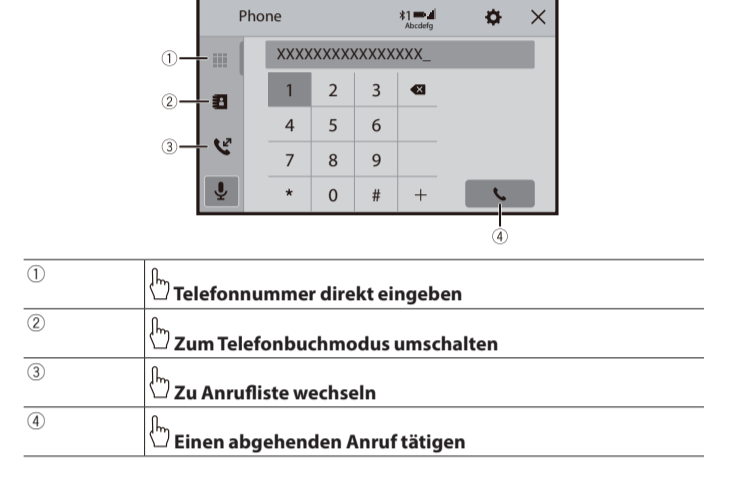 Phone
1
Abcdefg
①
XXXXXXXXXXXXXXXX_
1 2 3
②
4 5 6
③
7 8 9
* 0 # +
④
① Telefonnummer direkt eingeben
② Zum Telefonbuchmodus umschalten
③ Zu Anrufliste wechseln
④ Einen abgehenden Anruf tätigen